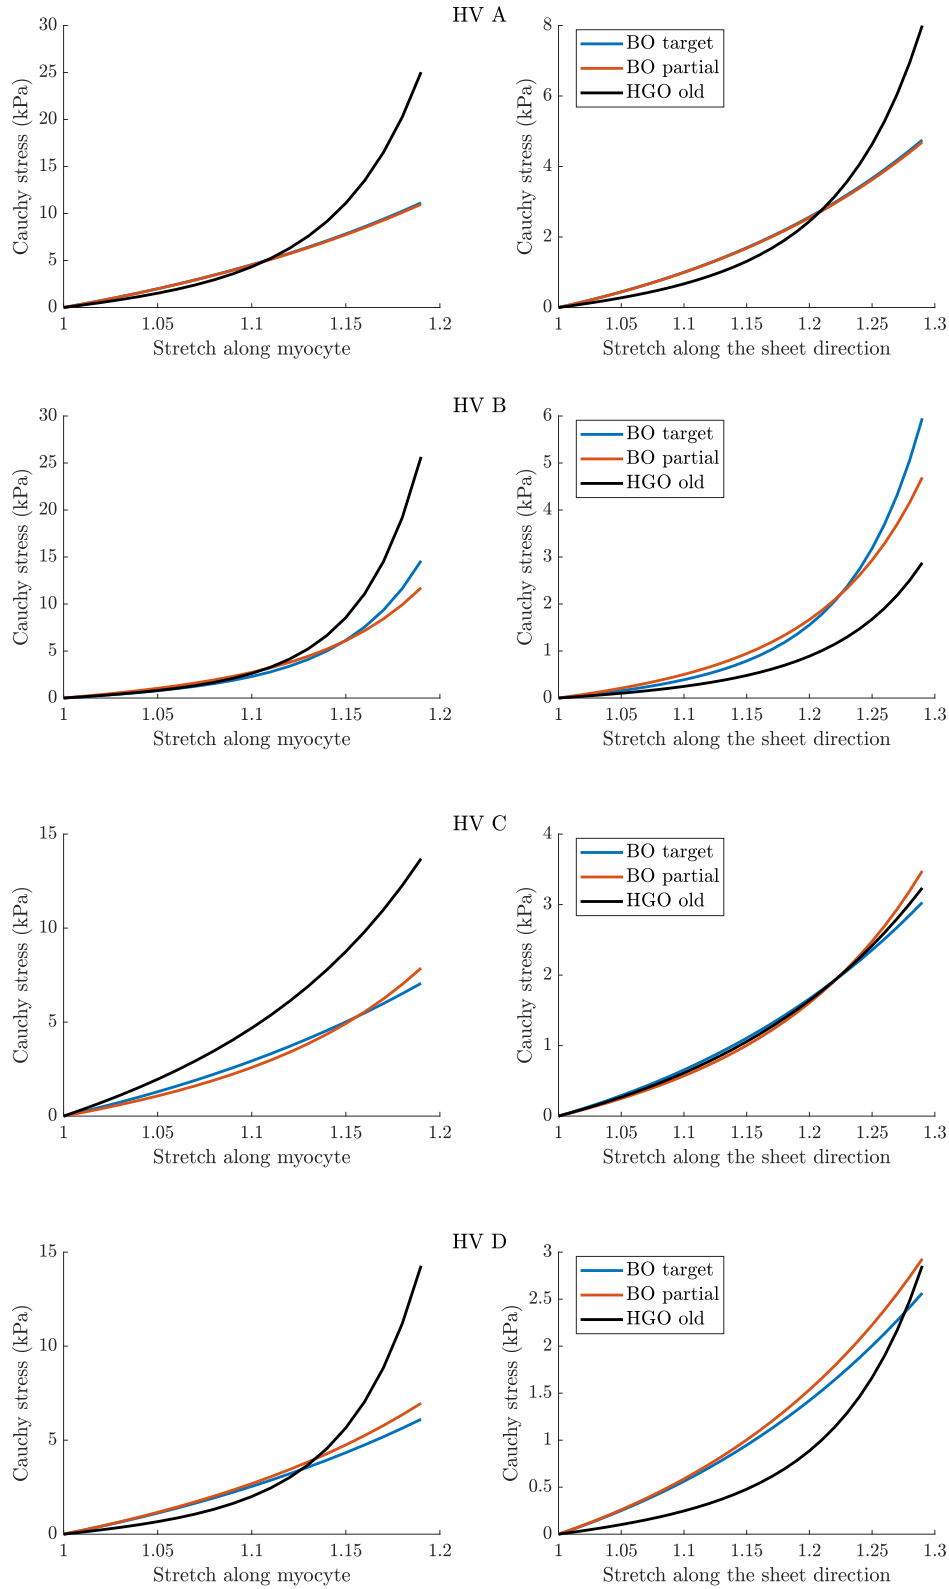 HV A
30
25
20
15
10
5
0
1 1.05 1.1 1.15 1.2
Cauchy stress (kPa)
Stretch along myocyte
8
6
4
2
0
1 1.05 1.1 1.15 1.2 1.25 1.3
Cauchy stress (kPa)
Stretch along the sheet direction
BO target
BO partial
HGO old
HV B
30
25
20
15
10
5
0
1 1.05 1.1 1.15 1.2
Cauchy stress (kPa)
Stretch along myocyte
6
5
4
3
2
1
0
1 1.05 1.1 1.15 1.2 1.25 1.3
Cauchy stress (kPa)
Stretch along the sheet direction
BO target
BO partial
HGO old
HV C
15
10
5
0
1 1.05 1.1 1.15 1.2
Cauchy stress (kPa)
Stretch along myocyte
4
3
2
1
0
1 1.05 1.1 1.15 1.2 1.25 1.3
Cauchy stress (kPa)
Stretch along the sheet direction
BO target
BO partial
HGO old
HV D
15
10
5
0
1 1.05 1.1 1.15 1.2
Cauchy stress (kPa)
Stretch along myocyte
3
2.5
2
1.5
1
0.5
0
1 1.05 1.1 1.15 1.2 1.25 1.3
Cauchy stress (kPa)
Stretch along the sheet direction
BO target
BO partial
HGO old